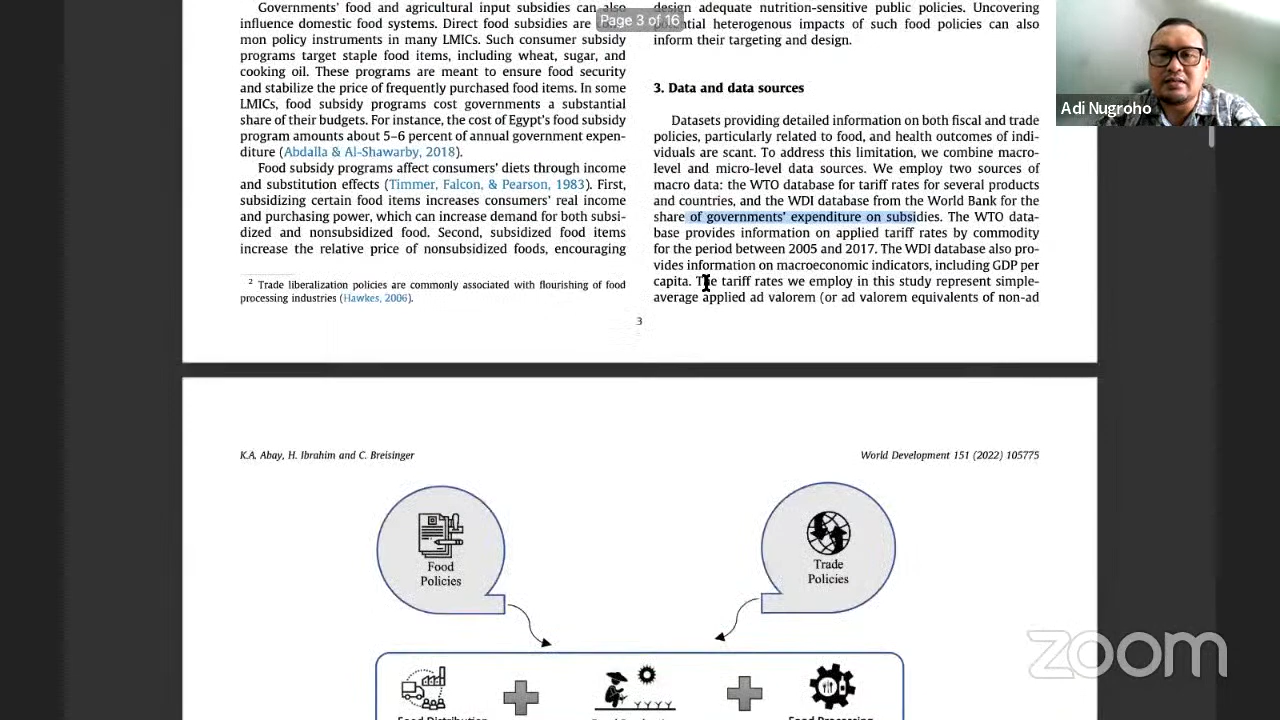 Governments' food and agricultural input subsidies can also
influence domestic food systems. Direct food subsidies are
mon policy instruments in many LMICs. Such consumer subsidy
programs target staple food items, including wheat, sugar, and
cooking oil. These programs are meant to ensure food security
and stabilize the price of frequently purchased food items. In some
LMICs, food subsidy programs cost governments a substantial
share of their budgets. For instance, the cost of Egypt's food subsidy
program amounts about 5–6 percent of annual government expen-
diture (Abdalla & Al-Shawarby, 2018).
Food subsidy programs affect consumers' diets through income
and substitution effects (Timmer, Falcon, & Pearson, 1983). First,
subsidizing certain food items increases consumers' real income
and purchasing power, which can increase demand for both subsi-
dized and nonsubsidized food. Second, subsidized food items
increase the relative price of nonsubsidized foods, encouraging
2 Trade liberalization policies are commonly associated with flourishing of food
processing industries (Hawkes, 2006).
Page 3 of 16
design adequate nutrition-sensitive public policies. Uncovering
heterogenous impacts of such food policies can also
inform their targeting and design.
3. Data and data sources
Datasets providing detailed information on both fiscal and trade
policies, particularly related to food, and health outcomes of indi-
viduals are scant. To address this limitation, we combine macro-
level and micro-level data sources. We employ two sources of
macro data: the WTO database for tariff rates for several products
and countries, and the WDI database from the World Bank for the
share of governments' expenditure on subsidies. The WTO data-
base provides information on applied tariff rates by commodity
for the period between 2005 and 2017. The WDI database also pro-
vides information on macroeconomic indicators, including GDP per
capita. The tariff rates we employ in this study represent simple-
average applied ad valorem (or ad valorem equivalents of non-ad
3
Adi Nugroho
K.A. Abay, H. Ibrahim and C. Breisinger
World Development 151 (2022) 105775
Food
Policies
Trade
Policies
Food Distribution
Food Processing
zoom